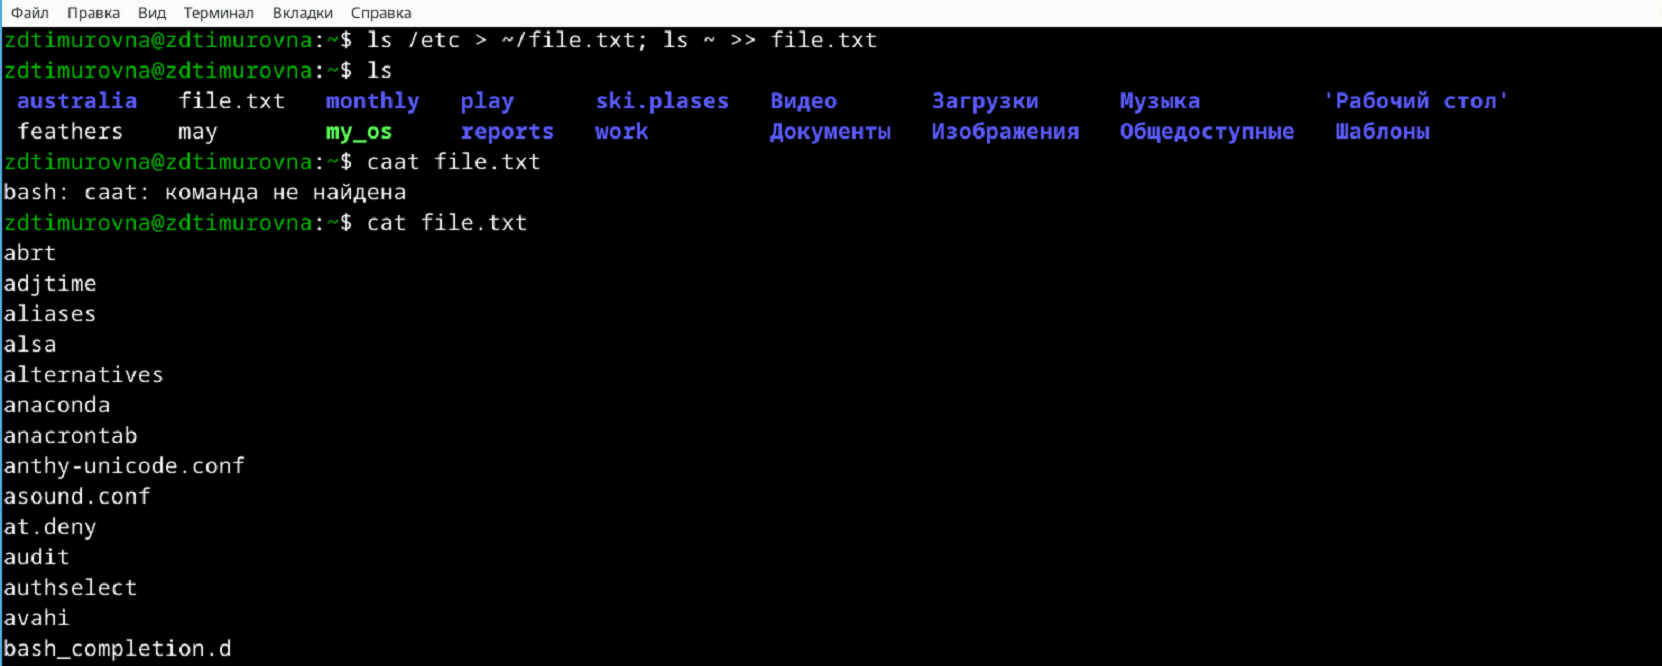 Файл Правка Вид Терминал Вкладки Справка
zdtimurovna@zdtimurovna:~$ ls /etc > ~/file.txt; ls ~ >> file.txt
zdtimurovna@zdtimurovna:~$ ls
australia file.txt monthly play ski.plases Видео Загрузки Музыка 'Рабочий стол'
feathers may my_os reports work Документы Изображения Общедоступные Шаблоны
zdtimurovna@zdtimurovna:~$ caat file.txt
bash: caat: команда не найдена
zdtimurovna@zdtimurovna:~$ cat file.txt
abrt
adjtime
aliases
alsa
alternatives
anaconda
anacrontab
anthy-unicode.conf
asound.conf
at.deny
audit
authselect
avahi
bash_completion.d